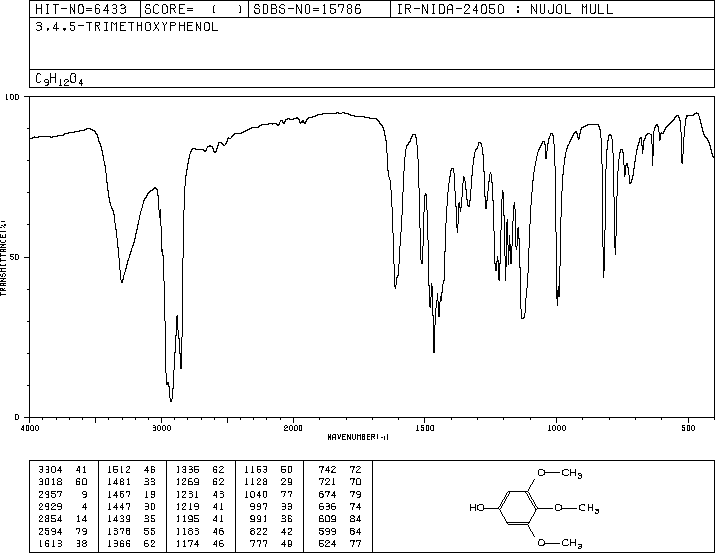 HIT-NO=6433 SCORE= ( ) SDBS-NO=15786 IR-NIDA-24050 : NUJOL MULL
3,4,5-TRIMETHOXYPHENOL
C9H12O4
100
50
0
TRANSMITTANCE(%)
4000 3000 2000 1500 1000 500
WAVENUMBER(-1)
3304 41 1512 46 1336 62 1153 50 742 72
3018 60 1481 33 1269 62 1128 29 721 70
2957 9 1467 19 1231 43 1040 77 674 79
2929 4 1447 30 1219 41 997 33 636 74
2854 14 1439 35 1195 41 991 36 609 84
2594 79 1378 55 1183 46 822 42 599 84
1613 38 1366 62 1174 46 777 49 524 77
O CH3
HO O CH3
O CH3